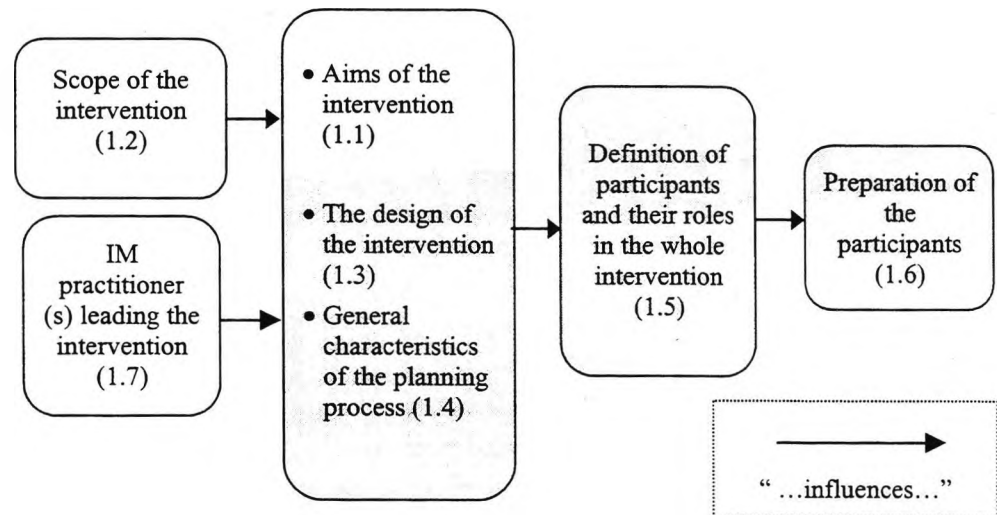 Scope of the
intervention
(1.2)
IM
practitioner
(s) leading the
intervention
(1.7)
• Aims of the
intervention
(1.1)
• The design of
the intervention
(1.3)
• General
characteristics
of the planning
process (1.4)
Definition of
participants
and their roles
in the whole
intervention
(1.5)
Preparation of
the
participants
(1.6)
“ ...influences...”